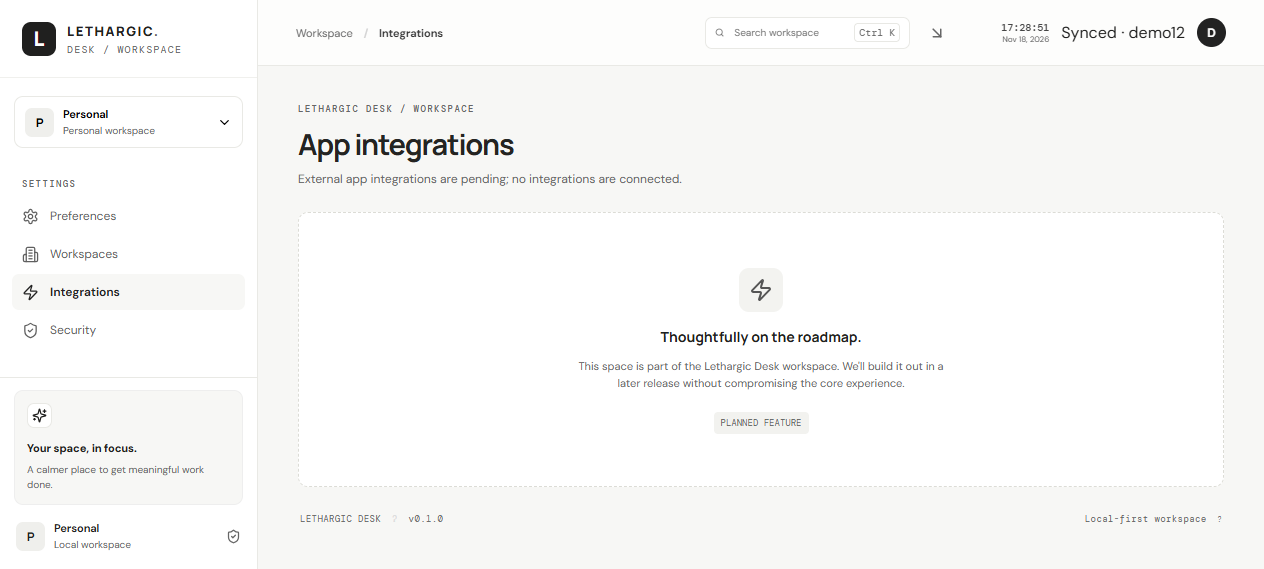 L
LETHARGIC.
DESK / WORKSPACE
P
Personal
Personal workspace
SETTINGS
Preferences
Workspaces
Integrations
Security
Your space, in focus.
A calmer place to get meaningful work
done.
P
Personal
Local workspace
Workspace / Integrations
Search workspace
Ctrl K
17:28:51
Nov 18, 2026
Synced · demo12
D
LETHARGIC DESK / WORKSPACE
App integrations
External app integrations are pending; no integrations are connected.
Thoughtfully on the roadmap.
This space is part of the Lethargic Desk workspace. We'll build it out in a
later release without compromising the core experience.
PLANNED FEATURE
LETHARGIC DESK ? v0.1.0
Local-first workspace ?